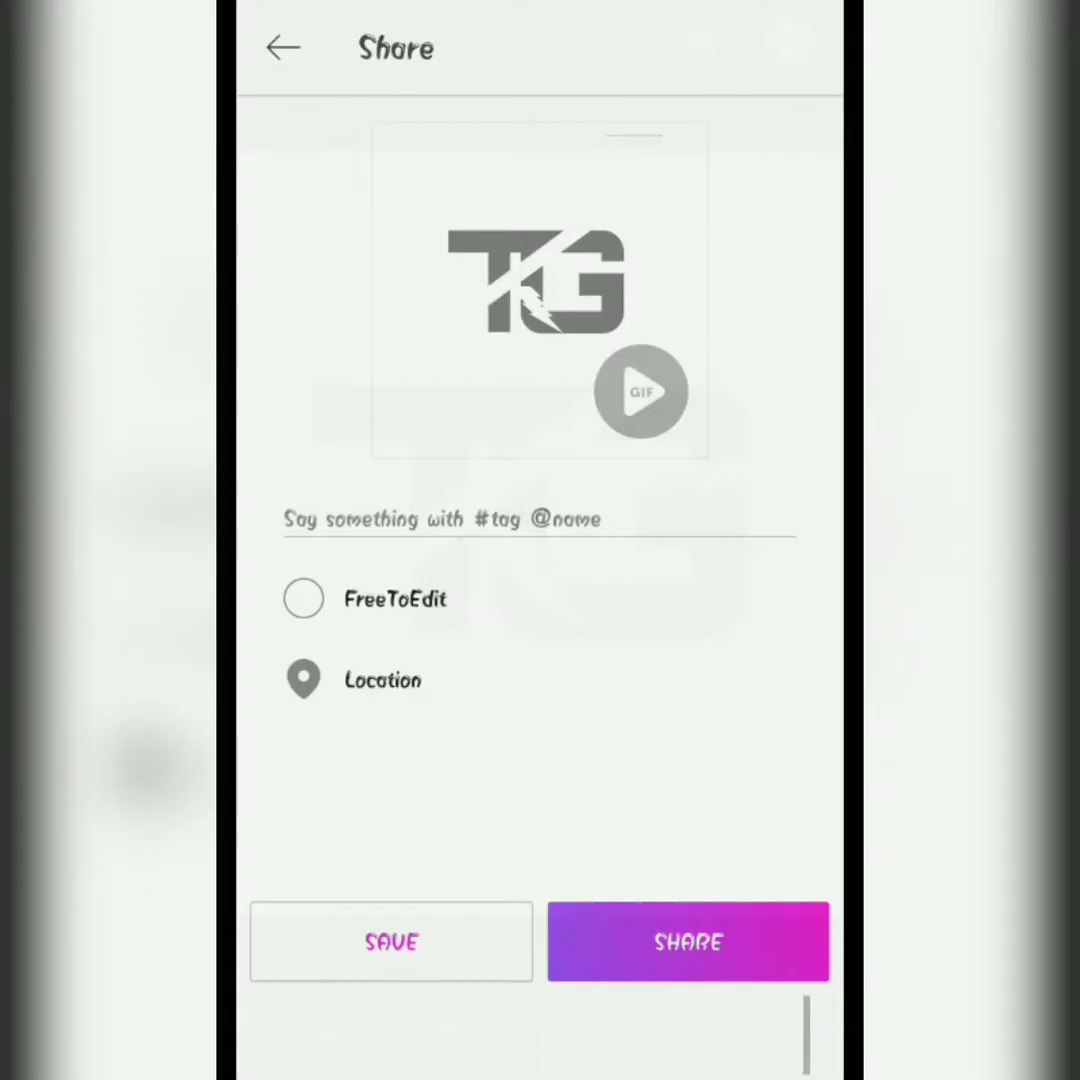 Share
TG
GIF
Say something with #tag @name
FreeToEdit
Location
SAVE
SHARE